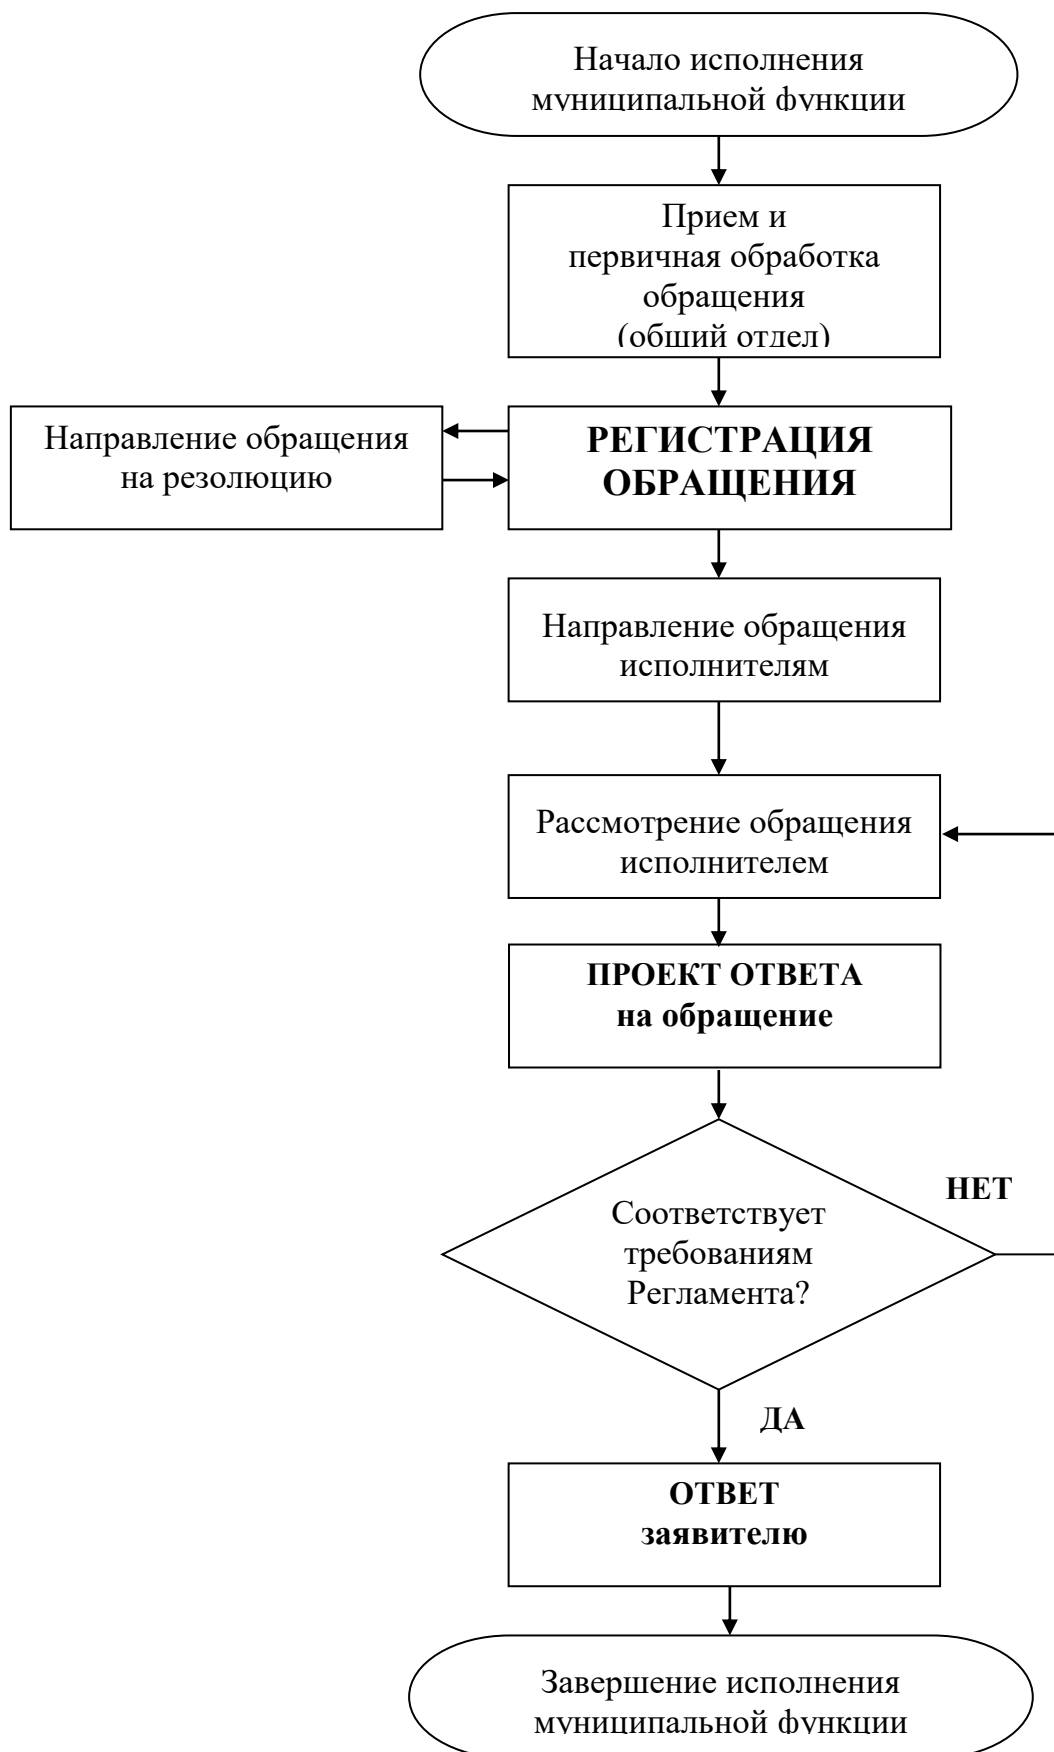 Начало исполнения
муниципальной функции
Прием и
первичная обработка
обращения
(общий отдел)
Направление обращения
на резолюцию
РЕГИСТРАЦИЯ
ОБРАЩЕНИЯ
Направление обращения
исполнителям
Рассмотрение обращения
исполнителем
ПРОЕКТ ОТВЕТА
на обращение
НЕТ
Соответствует
требованиям
Регламента?
ДА
ОТВЕТ
заявителю
Завершение исполнения
муниципальной функции